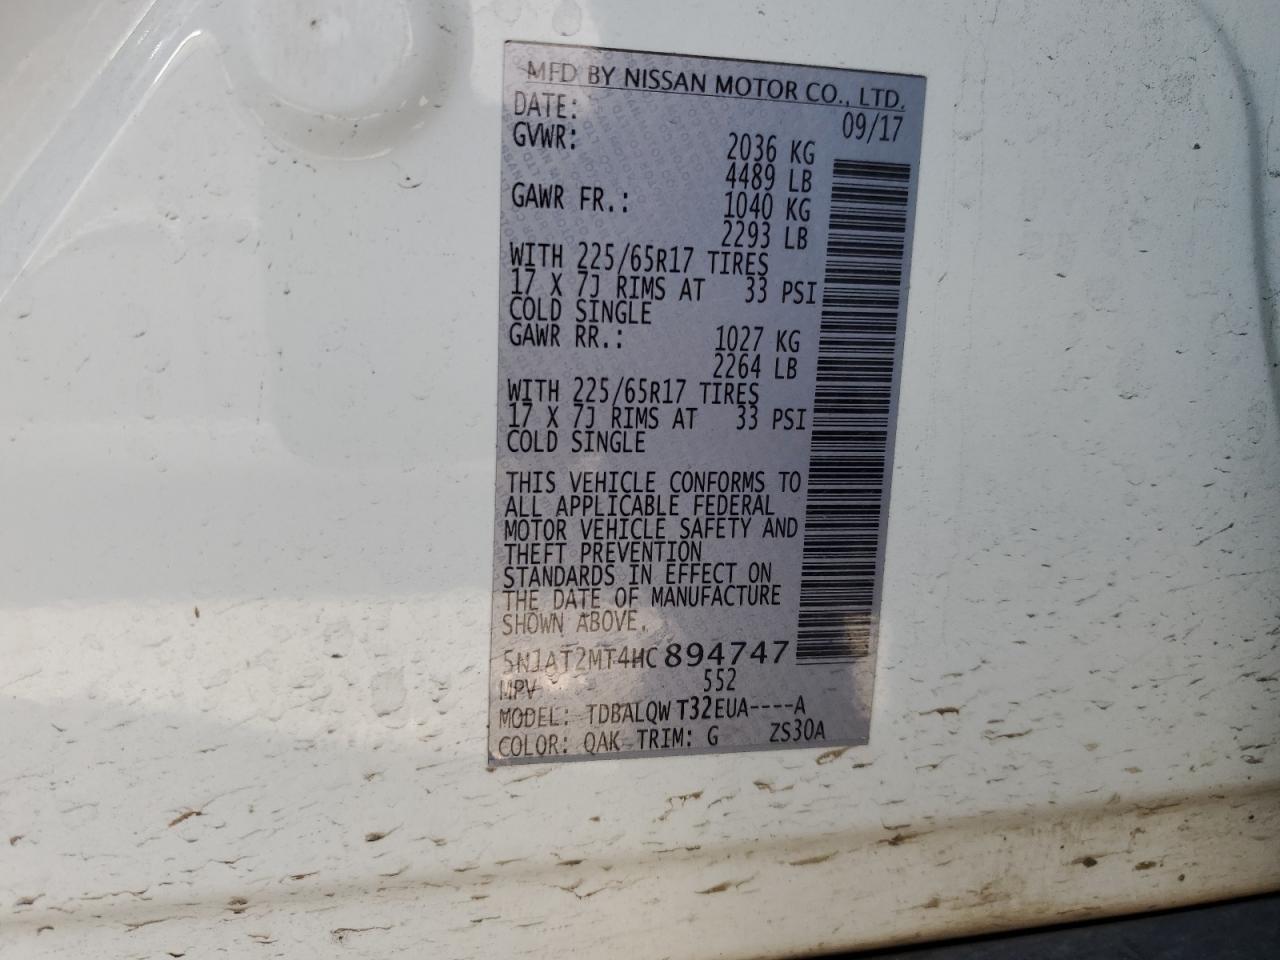 MFD BY NISSAN MOTOR CO., LTD.
DATE: 09/17
GVWR: 2036 KG
4489 LB
GAWR FR.: 1040 KG
2293 LB
WITH 225/65R17 TIRES
17 X 7J RIMS AT 33 PSI
COLD SINGLE
GAWR RR.: 1027 KG
2264 LB
WITH 225/65R17 TIRES
17 X 7J RIMS AT 33 PSI
COLD SINGLE
THIS VEHICLE CONFORMS TO
ALL APPLICABLE FEDERAL
MOTOR VEHICLE SAFETY AND
THEFT PREVENTION
STANDARDS IN EFFECT ON
THE DATE OF MANUFACTURE
SHOWN ABOVE.
5N1AT2MT4HC894747
MPV 552
MODEL: TDBALQWT32EUA----A
COLOR: QAK TRIM: G ZS30A